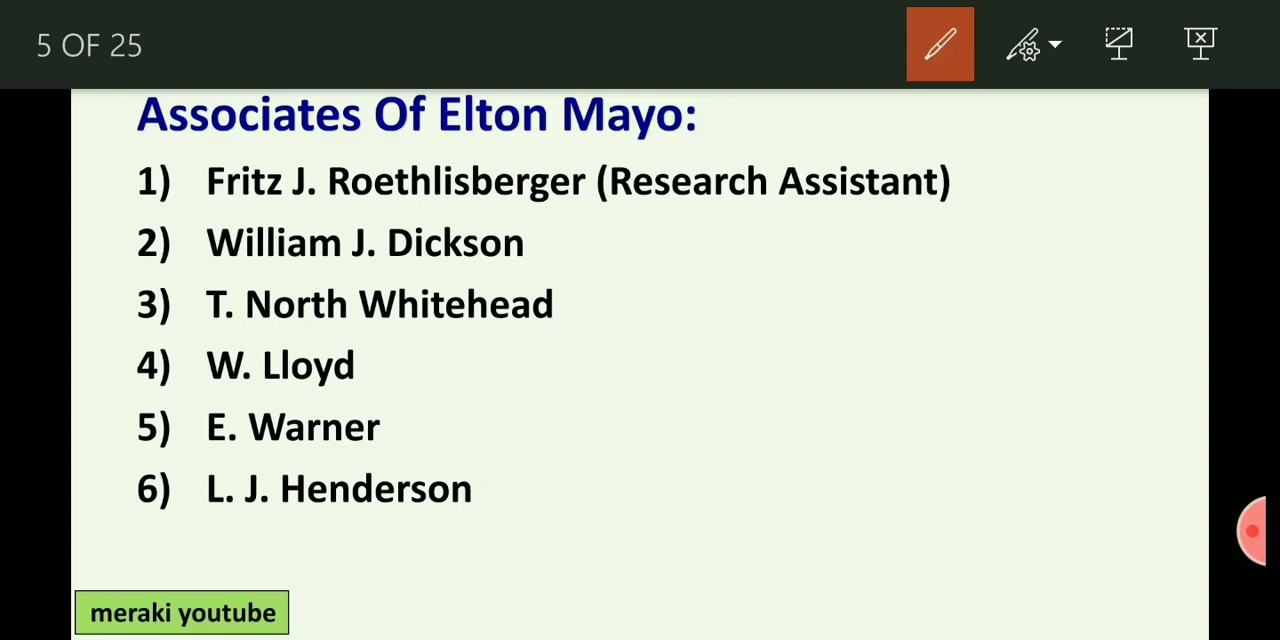 5 OF 25
Associates Of Elton Mayo:
1) Fritz J. Roethlisberger (Research Assistant)
2) William J. Dickson
3) T. North Whitehead
4) W. Lloyd
5) E. Warner
6) L. J. Henderson
meraki youtube